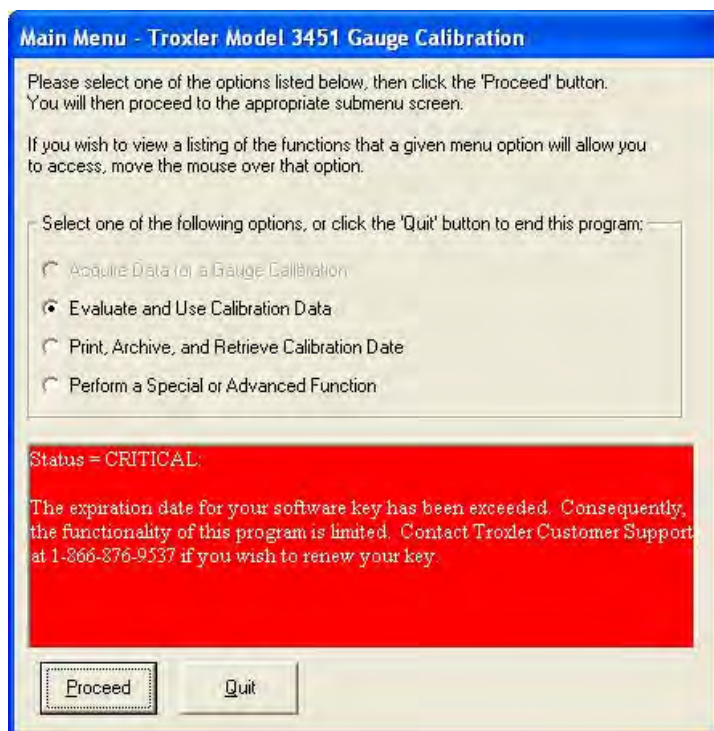 Main Menu - Troxler Model 3451 Gauge Calibration
Please select one of the options listed below, then click the 'Proceed' button.
You will then proceed to the appropriate submenu screen.
If you wish to view a listing of the functions that a given menu option will allow you
to access, move the mouse over that option.
Select one of the following options, or click the 'Quit' button to end this program:
Acquire Data for a Gauge Calibration
Evaluate and Use Calibration Data
Print, Archive, and Retrieve Calibration Date
Perform a Special or Advanced Function
Status = CRITICAL:
The expiration date for your software key has been exceeded. Consequently,
the functionality of this program is limited. Contact Troxler Customer Support
at 1-866-876-9537 if you wish to renew your key.
Proceed
Quit